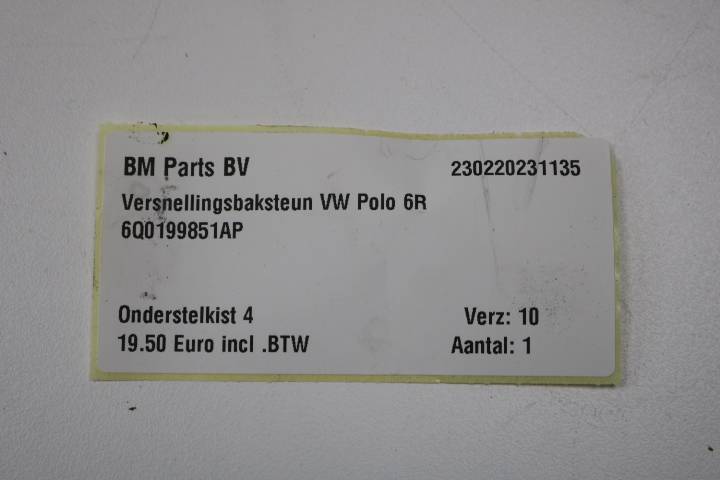 BM Parts BV 230220231135
Versnellingsbaksteun VW Polo 6R
6Q0199851AP
Onderstelkist 4 Verz: 10
19.50 Euro incl .BTW Aantal: 1